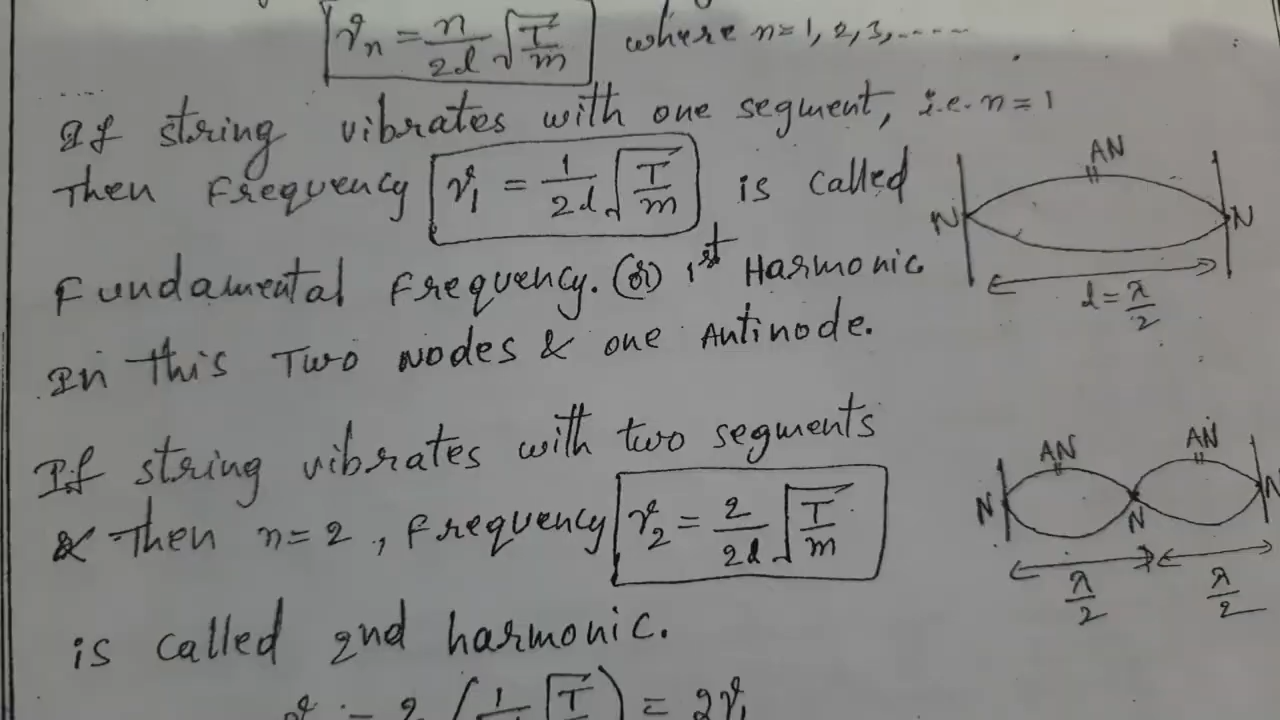 𝜈n = n/2l √T/m where n=1, 2, 3, .....
If string vibrates with one segment, i.e. n=1
Then Frequency 𝜈1 = 1/2l √T/m is called
Fundamental Frequency. (or) 1st Harmonic
In this Two Nodes & one Antinode.
AN
N N
l = λ/2
If string vibrates with two segments
& Then n=2, Frequency 𝜈2 = 2/2l √T/m
is called 2nd harmonic.
AN AN
N N N
λ/2 λ/2
= 2𝜈1